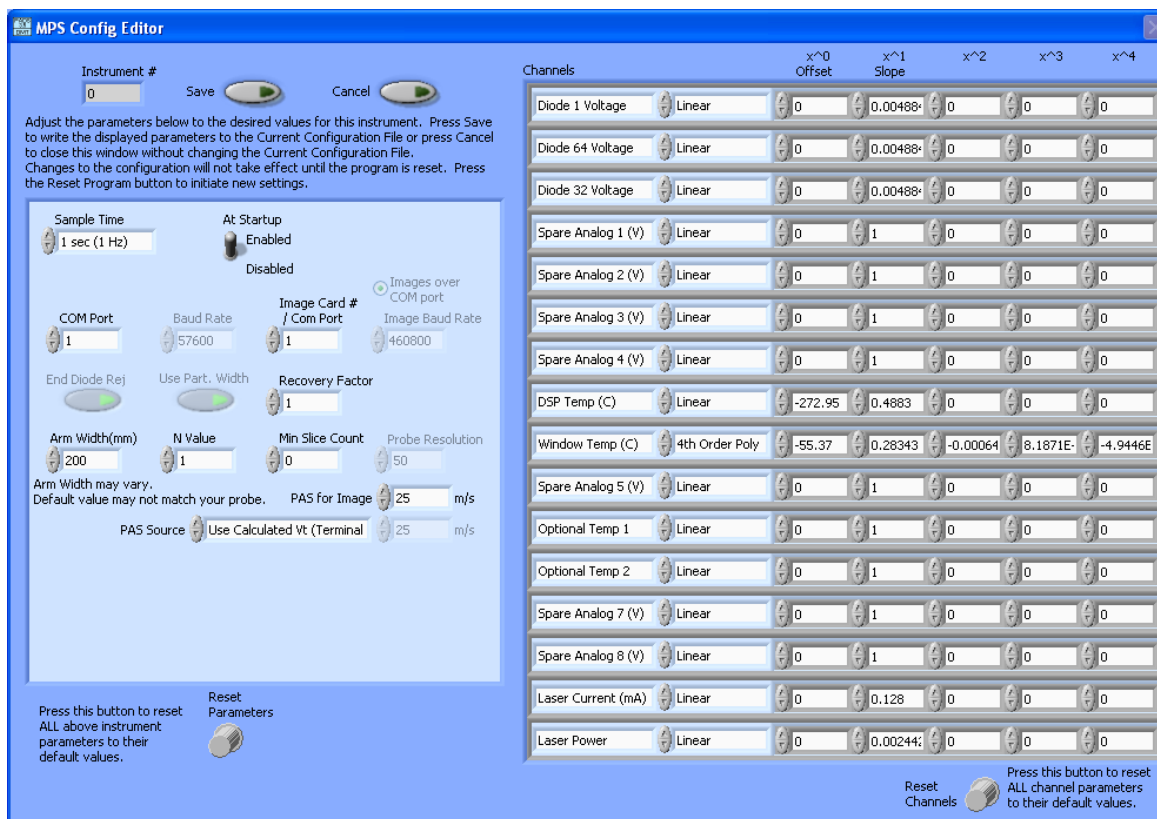 MPS Config Editor
Instrument #
0
Save
Cancel
Adjust the parameters below to the desired values for this instrument. Press Save
to write the displayed parameters to the Current Configuration File or press Cancel
to close this window without changing the Current Configuration File.
Changes to the configuration will not take effect until the program is reset. Press
the Reset Program button to initiate new settings.
Sample Time
1 sec (1 Hz)
At Startup
Enabled
Disabled
Images over
COM port
COM Port
1
Baud Rate
57600
Image Card #
/ Com Port
1
Image Baud Rate
460800
End Diode Rej
Use Part. Width
Recovery Factor
1
Arm Width(mm)
200
N Value
1
Min Slice Count
0
Probe Resolution
50
Arm Width may vary.
Default value may not match your probe.
PAS for Image 25 m/s
PAS Source Use Calculated Vt (Terminal 25 m/s
Press this button to reset
ALL above instrument
parameters to their
default values.
Reset
Parameters
x^0 x^1 x^2 x^3 x^4
Channels Offset Slope
Diode 1 Voltage Linear 0 0.00488 0 0 0
Diode 64 Voltage Linear 0 0.00488 0 0 0
Diode 32 Voltage Linear 0 0.00488 0 0 0
Spare Analog 1 (V) Linear 0 1 0 0 0
Spare Analog 2 (V) Linear 0 1 0 0 0
Spare Analog 3 (V) Linear 0 1 0 0 0
Spare Analog 4 (V) Linear 0 1 0 0 0
DSP Temp (C) Linear -272.95 0.4883 0 0 0
Window Temp (C) 4th Order Poly -55.37 0.28343 -0.00064 8.1871E- -4.9446E
Spare Analog 5 (V) Linear 0 1 0 0 0
Optional Temp 1 Linear 0 1 0 0 0
Optional Temp 2 Linear 0 1 0 0 0
Spare Analog 7 (V) Linear 0 1 0 0 0
Spare Analog 8 (V) Linear 0 1 0 0 0
Laser Current (mA) Linear 0 0.128 0 0 0
Laser Power Linear 0 0.00244 0 0 0
Reset
Channels
Press this button to reset
ALL channel parameters
to their default values.